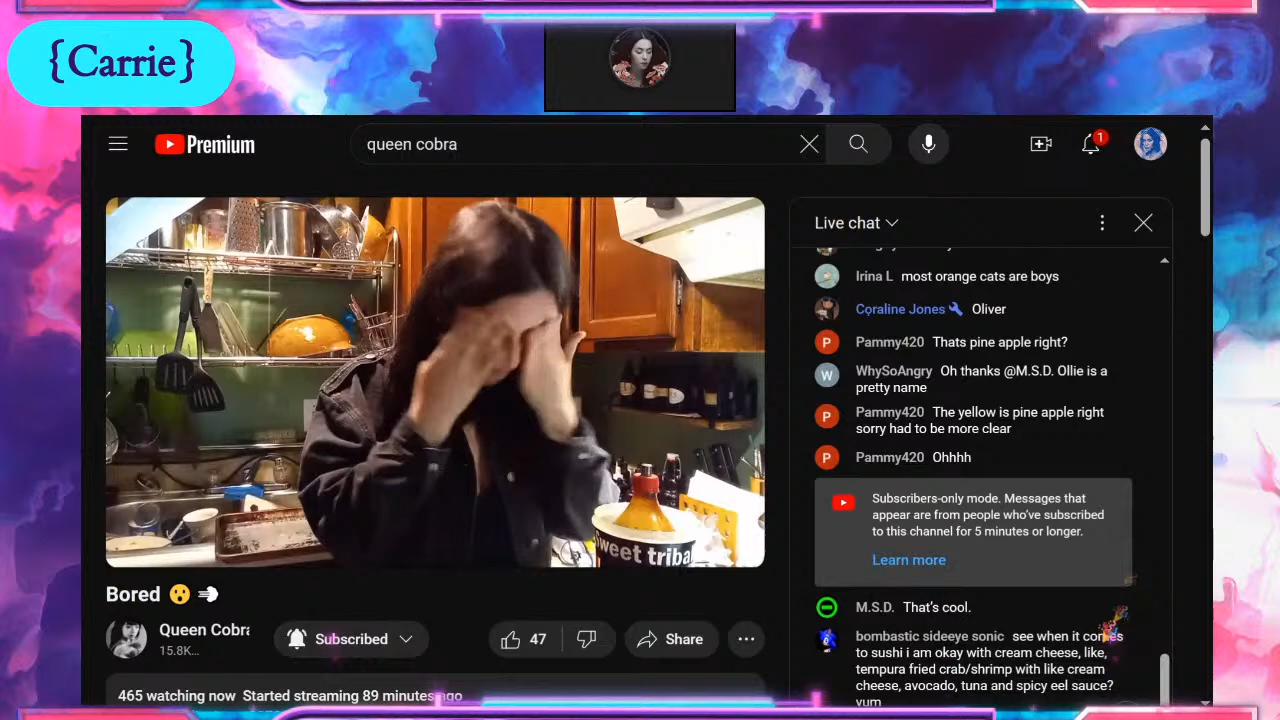 {Carrie}
Premium
queen cobra
1
Live chat
Irina L most orange cats are boys
Coraline Jones Oliver
Pammy420 Thats pine apple right?
WhySoAngry Oh thanks @M.S.D. Ollie is a
pretty name
Pammy420 The yellow is pine apple right
sorry had to be more clear
Pammy420 Ohhhh
Subscribers-only mode. Messages that
appear are from people who've subscribed
to this channel for 5 minutes or longer.
Learn more
M.S.D. That's cool.
bombastic sideeye sonic see when it comes
to sushi i am okay with cream cheese, like,
tempura fried crab/shrimp with like cream
cheese, avocado, tuna and spicy eel sauce?
yum
P
W
P
P
sweet triba
Bored
Queen Cobra
15.8K...
Subscribed
47
Share
465 watching now Started streaming 89 minutes ago